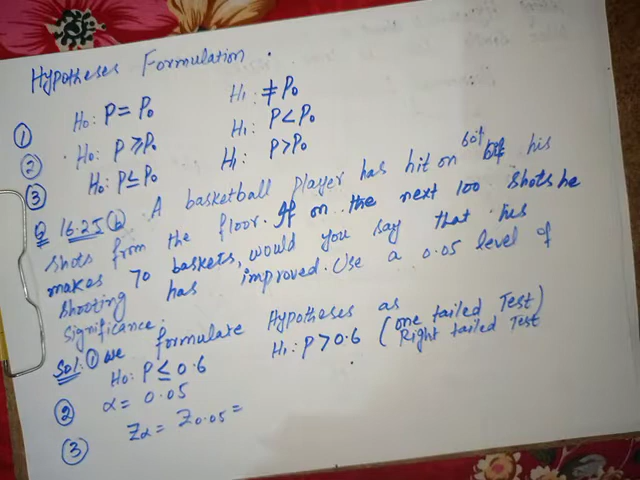 Hypotheses Formulation.
① H0: P = P0 H1: ≠ P0
② H0: P ≥ P0 H1: P < P0
③ H0: P ≤ P0 H1: P > P0
Q 16.25 (b) A basketball player has hit on 60% of his
shots from the floor. If on the next 100 shots he
makes 70 baskets, would you say that his
shooting has improved. Use a 0.05 level of
significance.
Sol: ① we formulate Hypotheses as
H0: P ≤ 0.6 H1: P > 0.6 (one tailed Test)
Right tailed Test
② α = 0.05
③ Zα = Z0.05 =